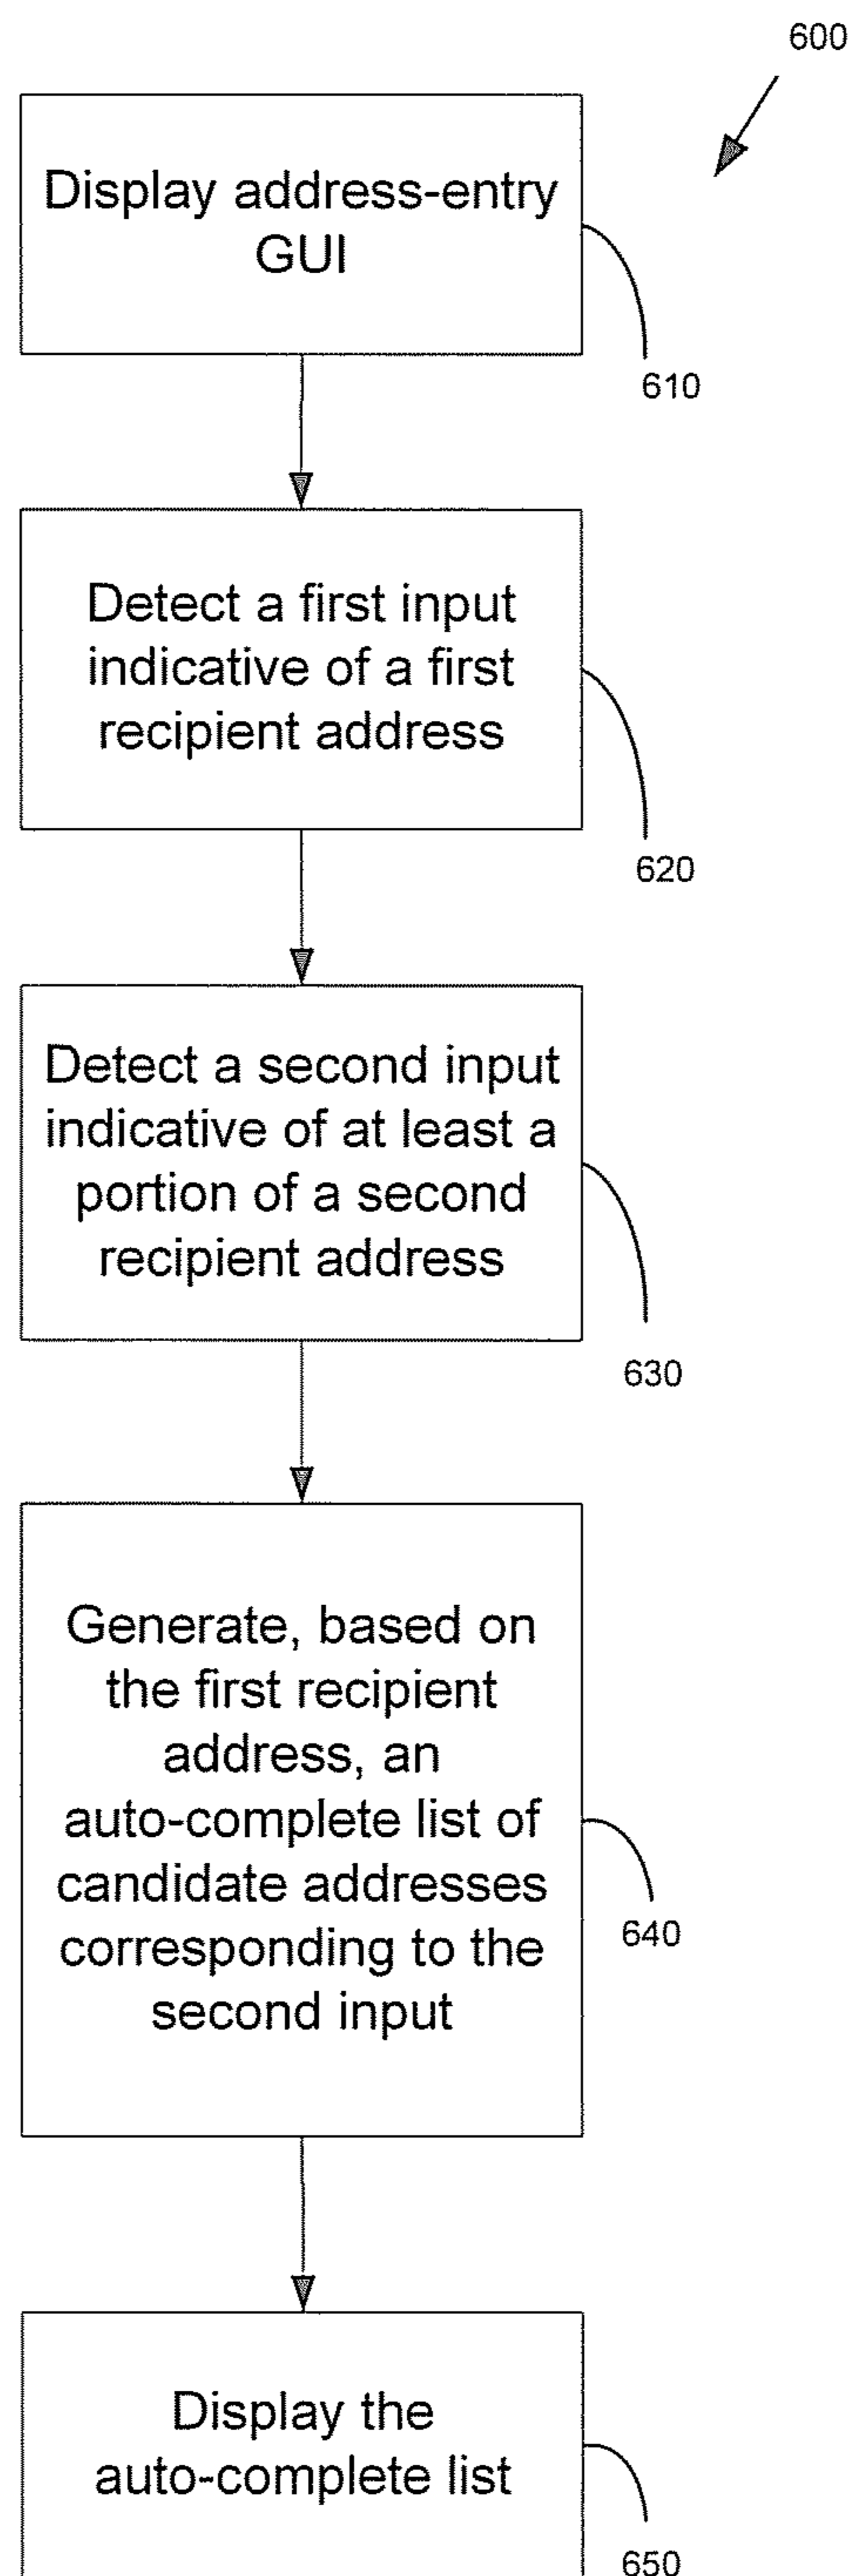 600
Display address-entry
GUI
610
Detect a first input
indicative of a first
recipient address
620
Detect a second input
indicative of at least a
portion of a second
recipient address
630
Generate, based on
the first recipient
address, an
auto-complete list of
candidate addresses
corresponding to the
second input
640
Display the
auto-complete list
650